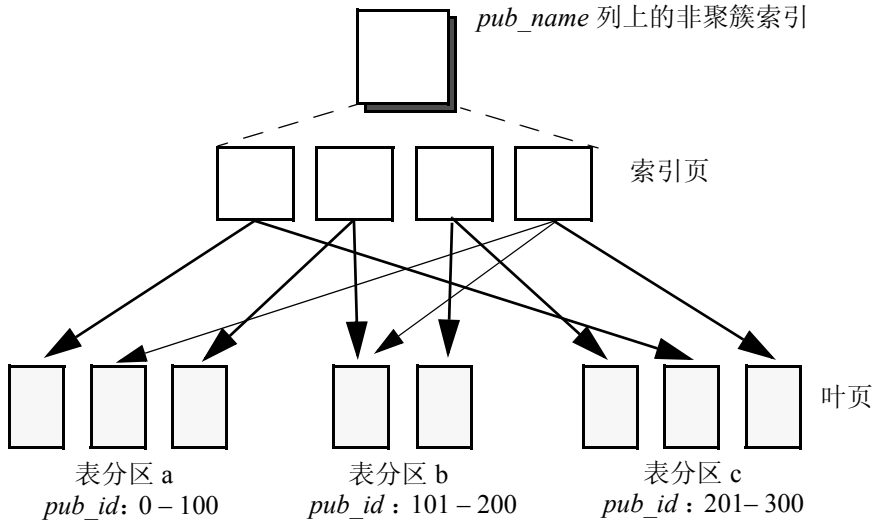 pub_name 列上的非聚簇索引
索引页
叶页
表分区 a
pub_id: 0 – 100
表分区 b
pub_id : 101 – 200
表分区 c
pub_id : 201– 300